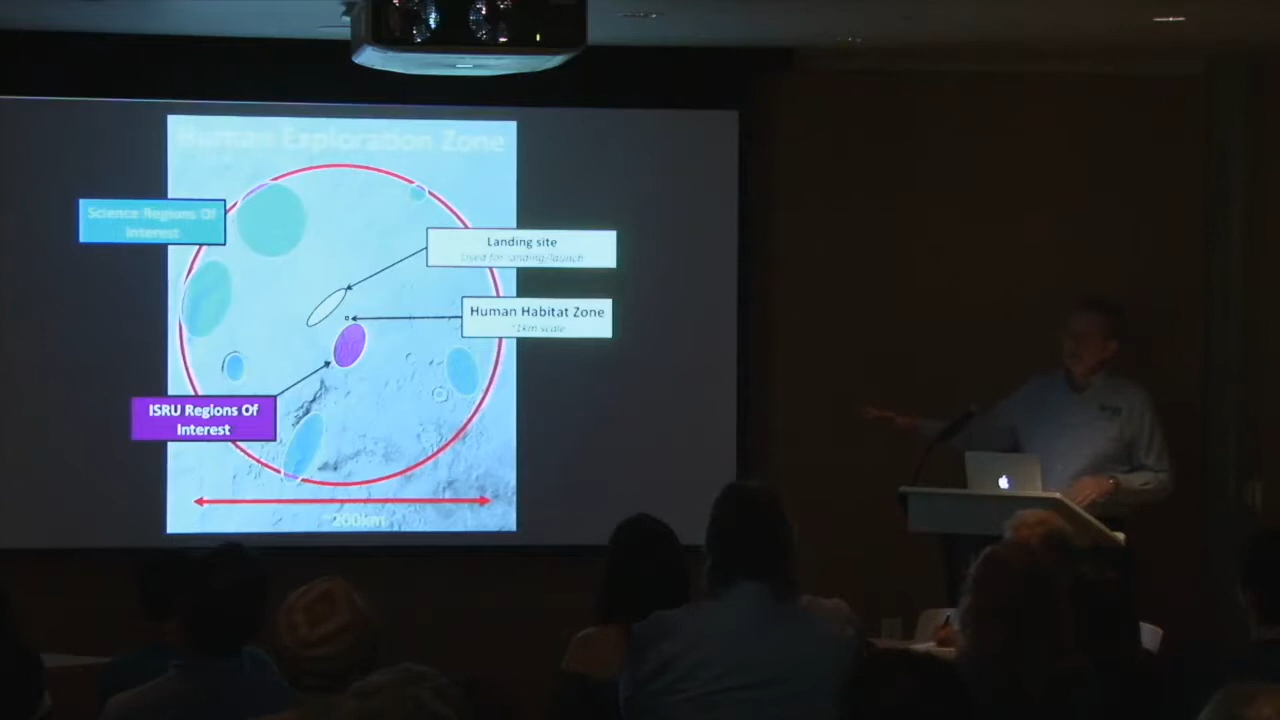 Human Exploration Zone
Science Regions Of
Interest
Landing site
Used for landing/launch
Human Habitat Zone
~1km scale
ISRU Regions Of
Interest
~200km